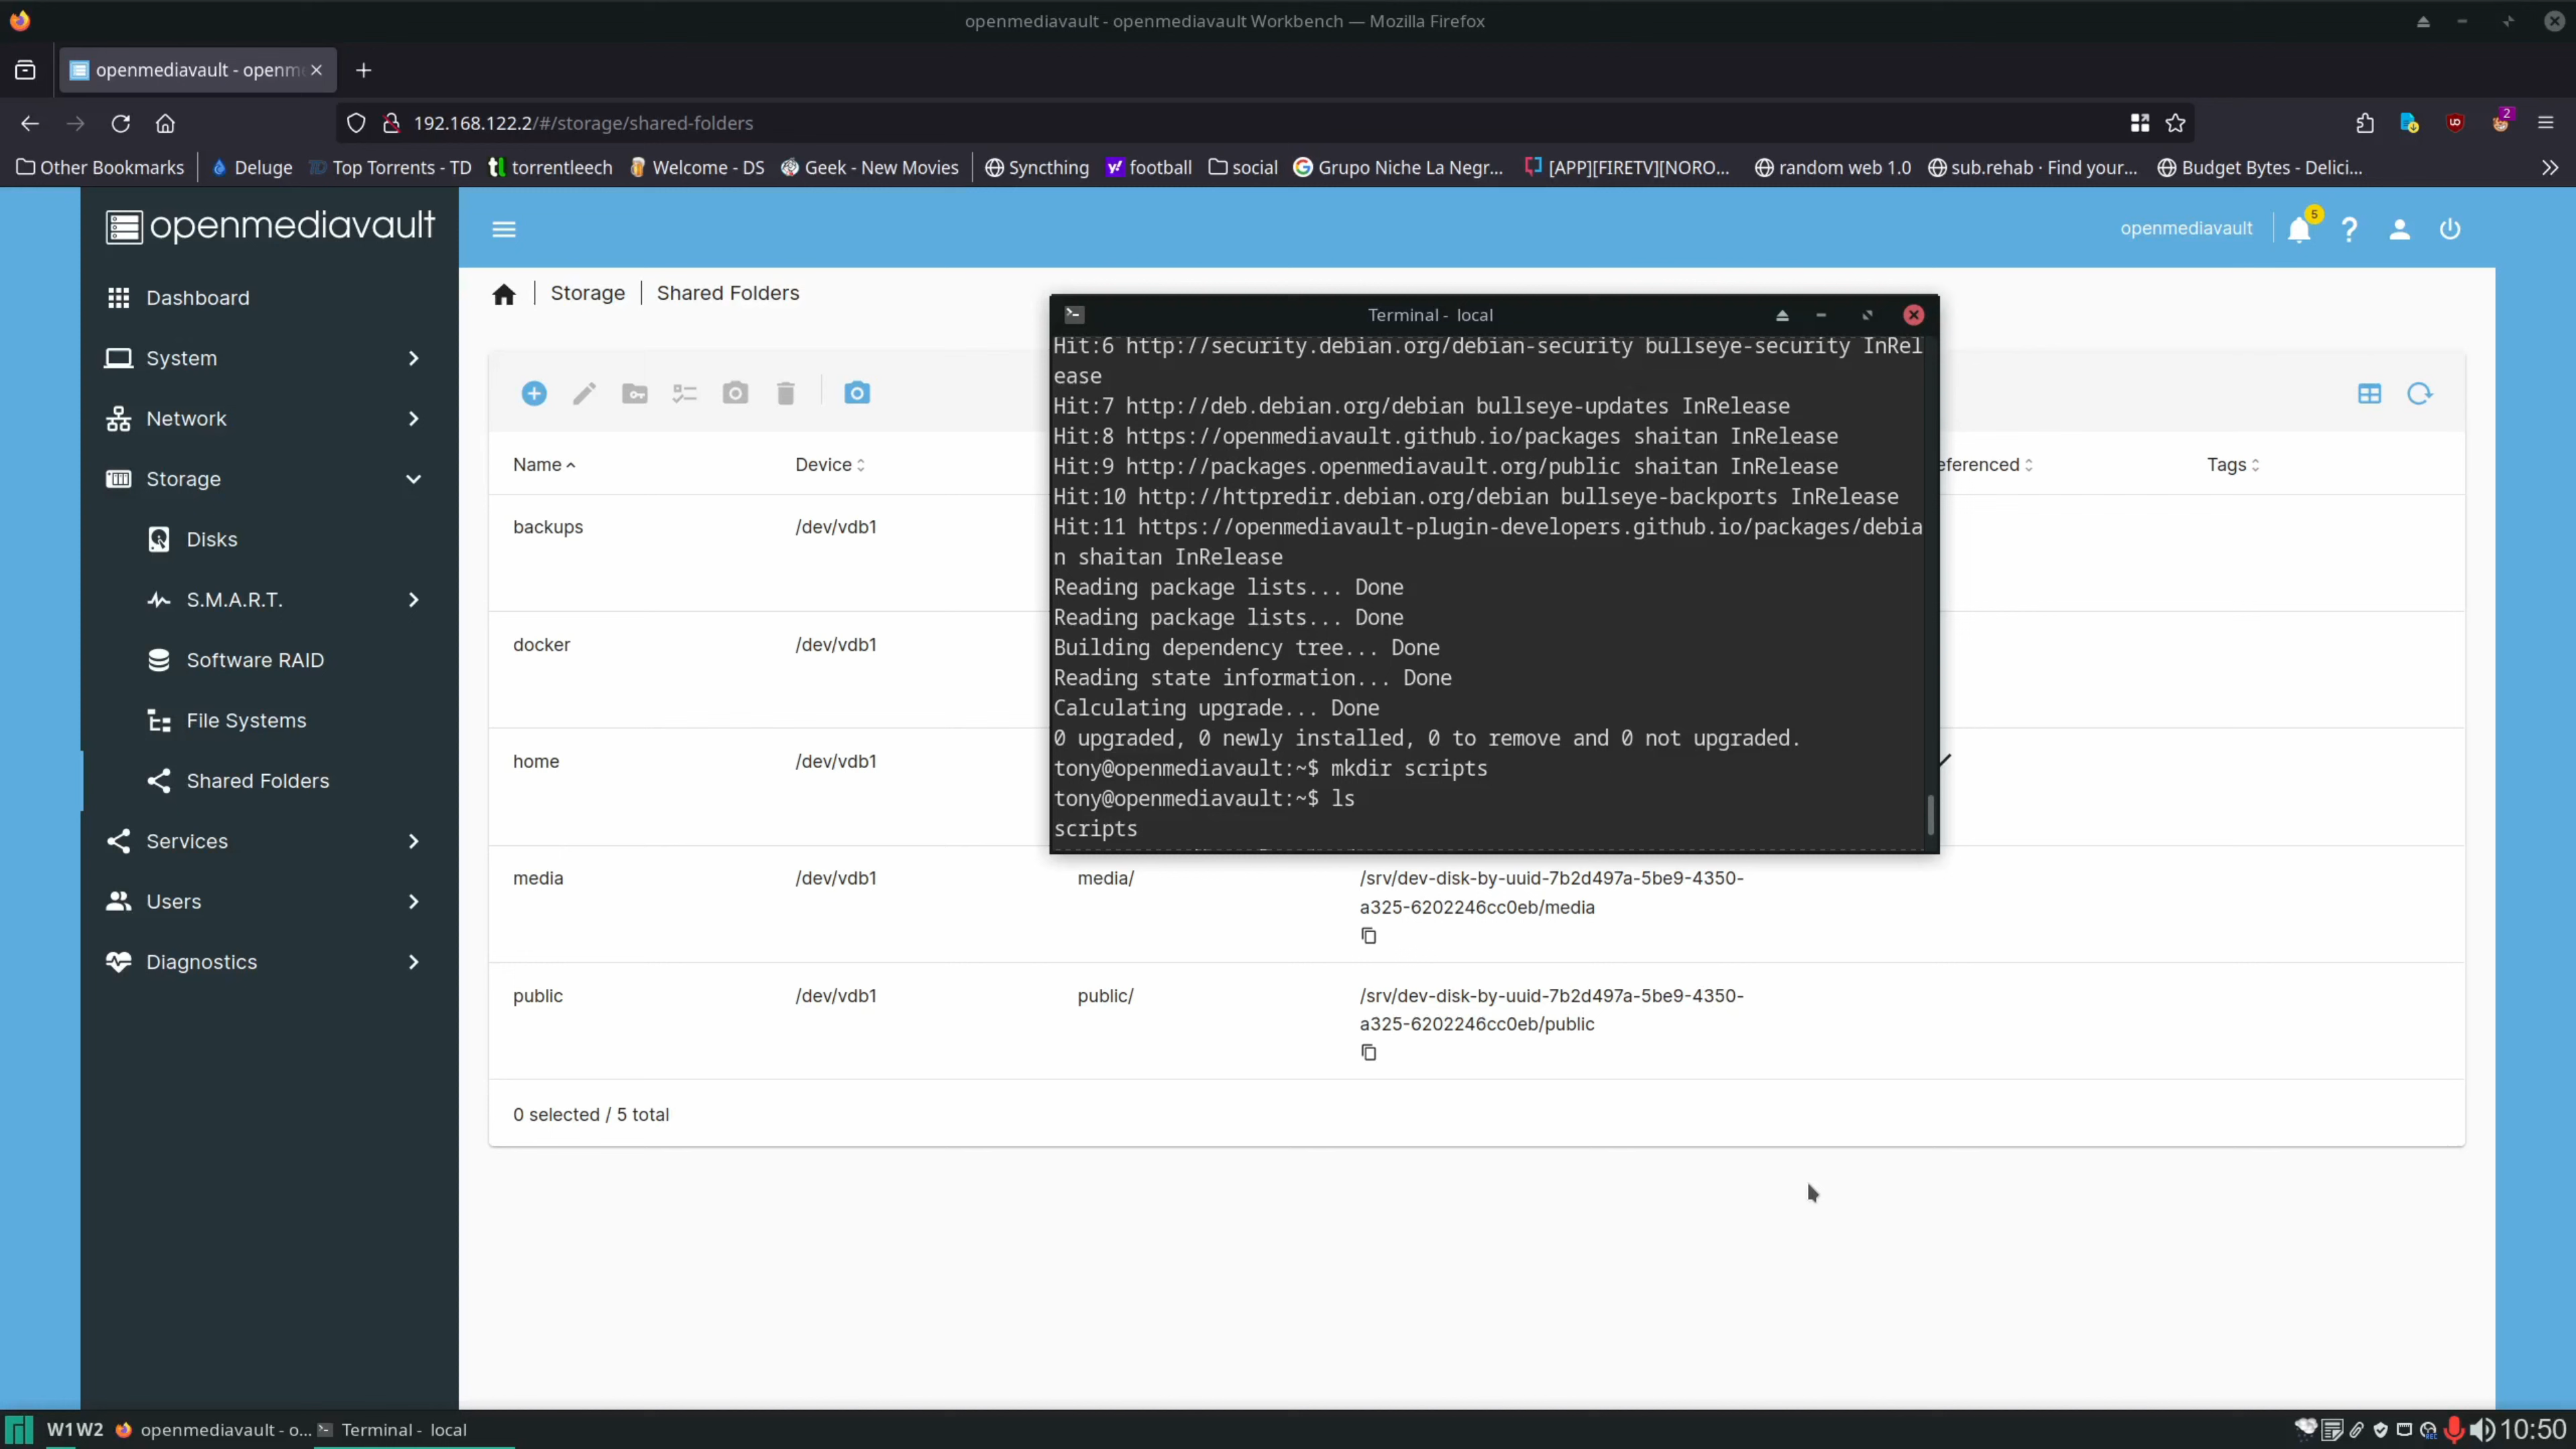 openmediavault - openmediavault Workbench — Mozilla Firefox
openmediavault - openm
192.168.122.2/#/storage/shared-folders
2
Other Bookmarks
Deluge
TD Top Torrents - TD
tl torrentleech
Welcome - DS
Geek - New Movies
Syncthing
football
social
Grupo Niche La Negr...
[APP][FIRETV][NORO...
random web 1.0
sub.rehab · Find your...
Budget Bytes - Delici...
openmediavault
openmediavault
5
Dashboard
System
Network
Storage
Disks
S.M.A.R.T.
Software RAID
File Systems
Shared Folders
Services
Users
Diagnostics
Storage
Shared Folders
Name
Device
eferenced
Tags
backups
/dev/vdb1
docker
/dev/vdb1
home
/dev/vdb1
media
/dev/vdb1
media/
/srv/dev-disk-by-uuid-7b2d497a-5be9-4350-
a325-6202246cc0eb/media
public
/dev/vdb1
public/
/srv/dev-disk-by-uuid-7b2d497a-5be9-4350-
a325-6202246cc0eb/public
0 selected / 5 total
Terminal - local
Hit:6 http://security.debian.org/debian-security bullseye-security InRel
ease
Hit:7 http://deb.debian.org/debian bullseye-updates InRelease
Hit:8 https://openmediavault.github.io/packages shaitan InRelease
Hit:9 http://packages.openmediavault.org/public shaitan InRelease
Hit:10 http://httpredir.debian.org/debian bullseye-backports InRelease
Hit:11 https://openmediavault-plugin-developers.github.io/packages/debia
n shaitan InRelease
Reading package lists... Done
Reading package lists... Done
Building dependency tree... Done
Reading state information... Done
Calculating upgrade... Done
0 upgraded, 0 newly installed, 0 to remove and 0 not upgraded.
tony@openmediavault:~$ mkdir scripts
tony@openmediavault:~$ ls
scripts
W1 W2
openmediavault - o...
Terminal - local
10:50